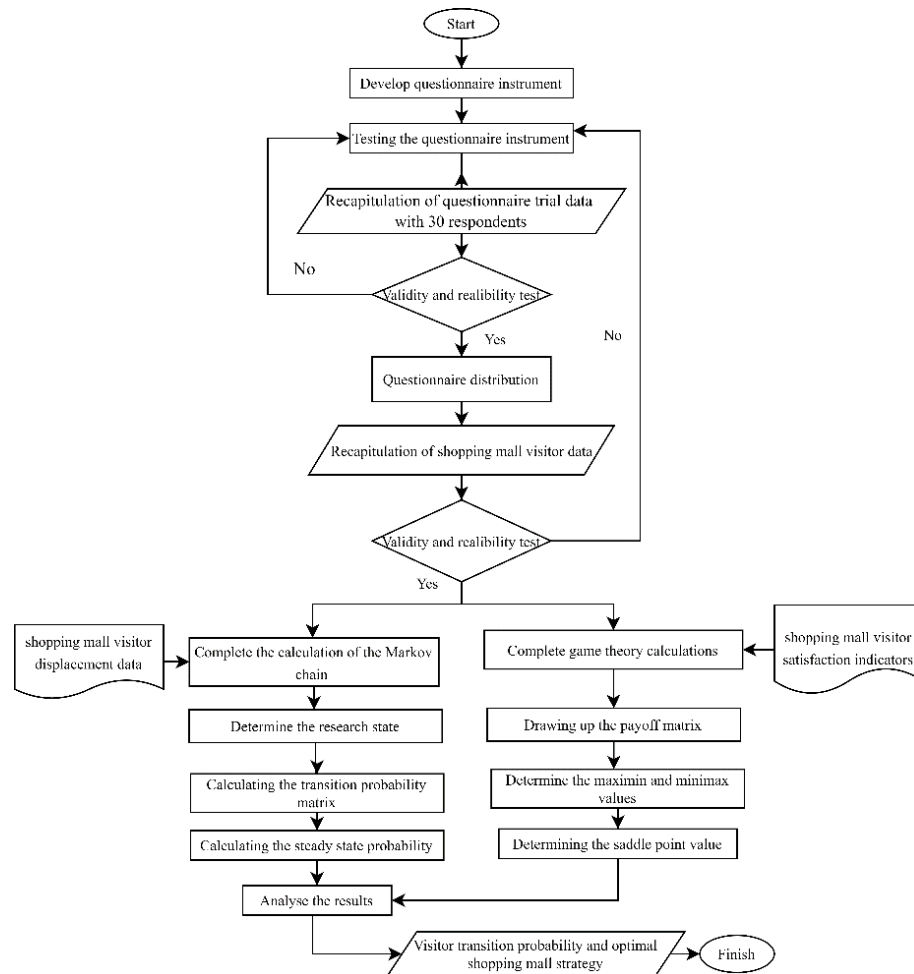 Start
Develop questionnaire instrument
Testing the questionnaire instrument
Recapitulation of questionnaire trial data
with 30 respondents
No
Validity and realibility test
Yes
No
Questionnaire distribution
Recapitulation of shopping mall visitor data
Validity and realibility test
Yes
shopping mall visitor
displacement data
Complete the calculation of the Markov
chain
Complete game theory calculations
shopping mall visitor
satisfaction indicators
Determine the research state
Drawing up the payoff matrix
Calculating the transition probability
matrix
Determine the maximin and minimax
values
Calculating the steady state probability
Determining the saddle point value
Analyse the results
Visitor transition probability and optimal
shopping mall strategy
Finish